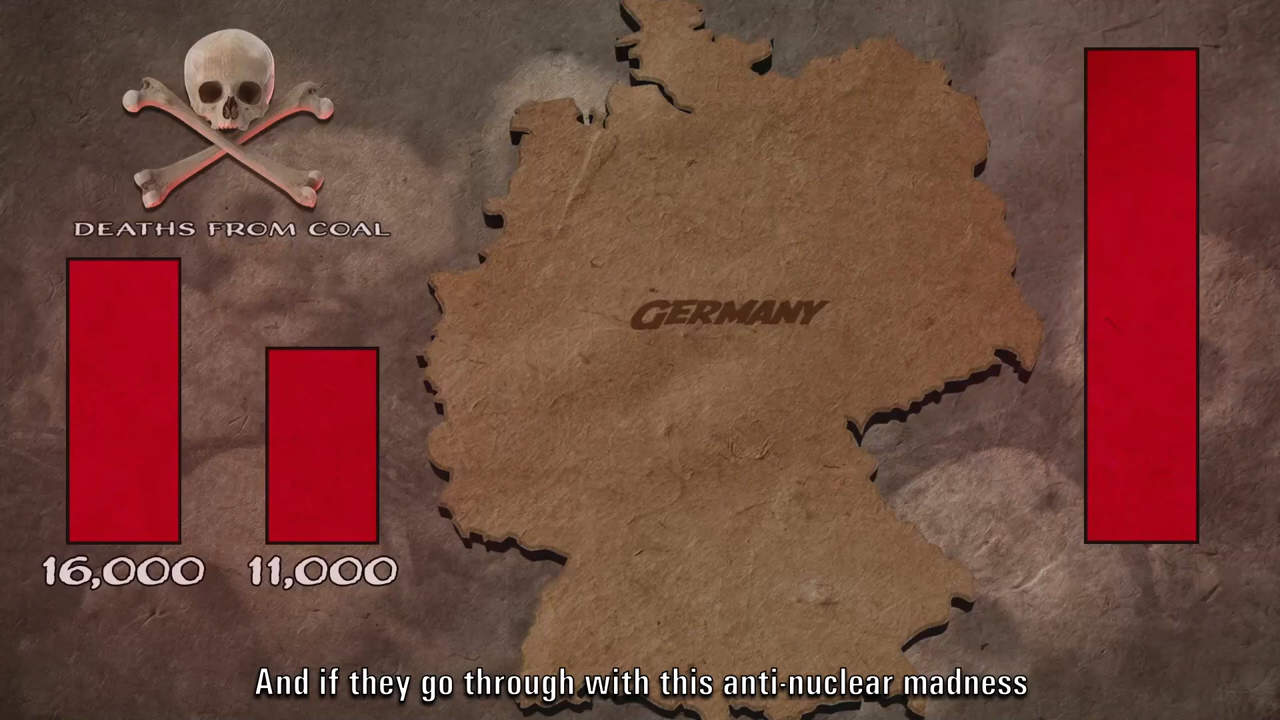 DEATHS FROM COAL
GERMANY
16,000 11,000
And if they go through with this anti-nuclear madness